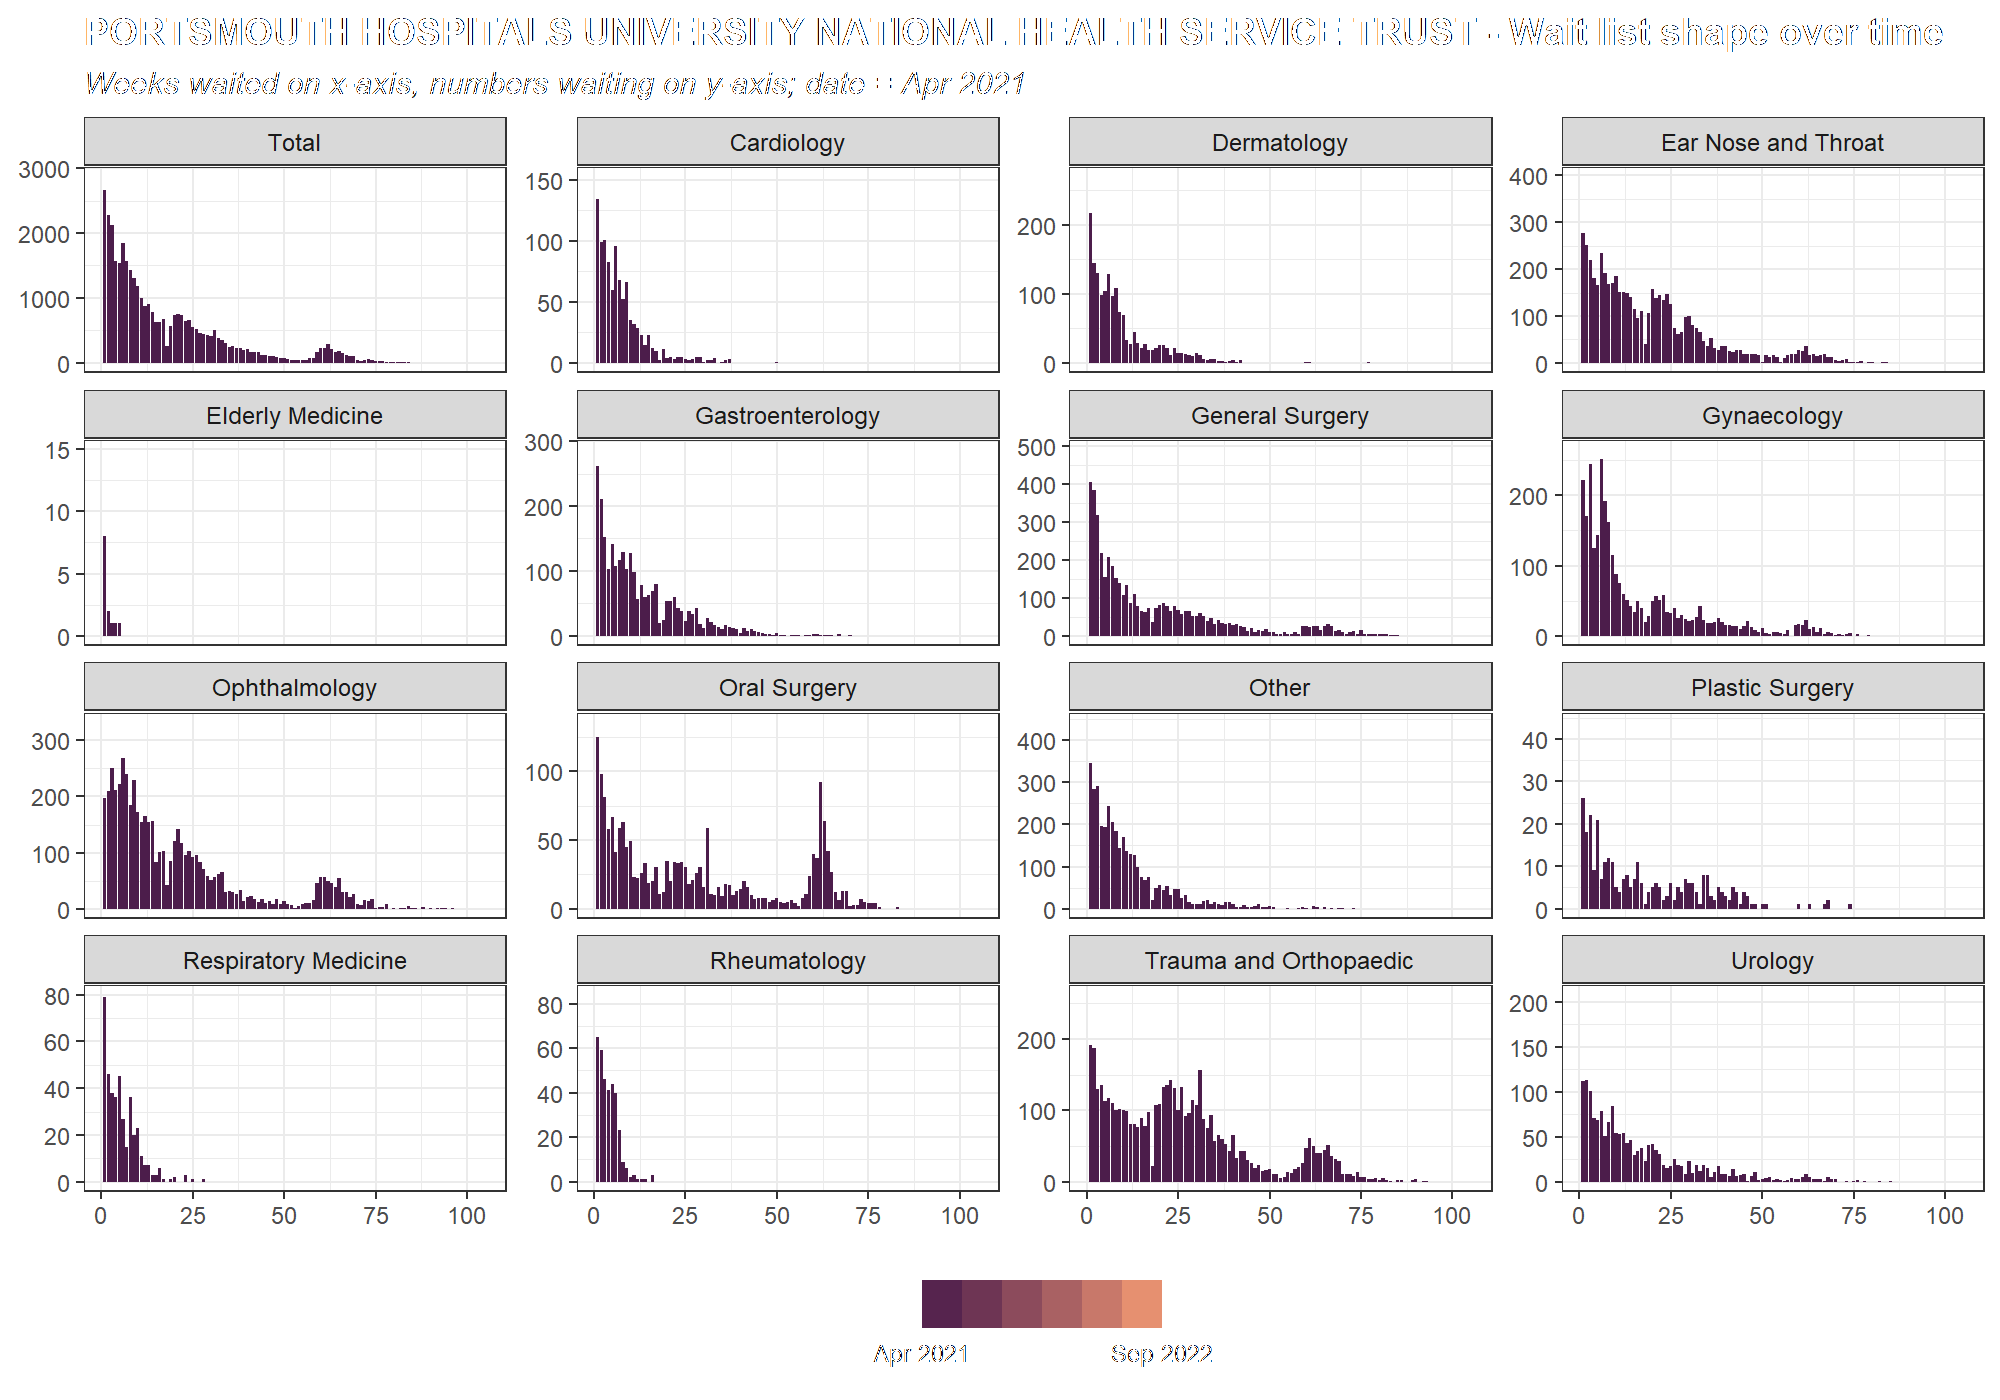 PORTSMOUTH HOSPITALS UNIVERSITY NATIONAL HEALTH SERVICE TRUST - Wait list shape over time
Weeks waited on x-axis, numbers waiting on y-axis; date = Apr 2021
Total
Cardiology
Dermatology
Ear Nose and Throat
3000
2000
1000
0
150
100
50
0
200
100
0
400
300
200
100
0
Elderly Medicine
Gastroenterology
General Surgery
Gynaecology
15
10
5
0
300
200
100
0
500
400
300
200
100
0
200
100
0
Ophthalmology
Oral Surgery
Other
Plastic Surgery
300
200
100
0
100
50
0
400
300
200
100
0
40
30
20
10
0
Respiratory Medicine
Rheumatology
Trauma and Orthopaedic
Urology
80
60
40
20
0
80
60
40
20
0
200
100
0
200
150
100
50
0
0 25 50 75 100
0 25 50 75 100
0 25 50 75 100
0 25 50 75 100
Apr 2021
Sep 2022